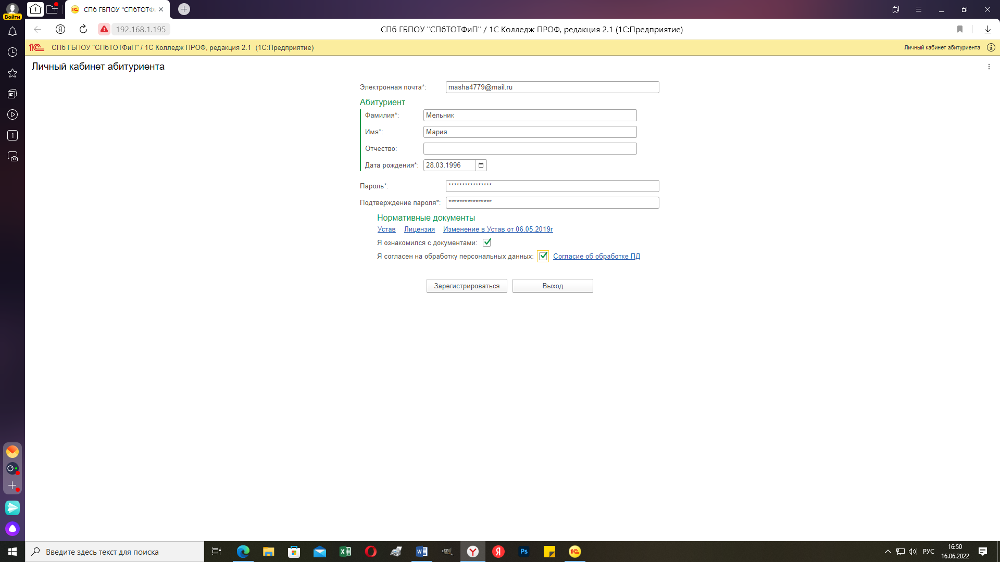 СПб ГБПОУ "СПбТОТФи
Войти
1
192.168.1.195
СПб ГБПОУ "СПбТОТФиП" / 1С Колледж ПРОФ, редакция 2.1 (1С:Предприятие)
СПб ГБПОУ "СПбТОТФиП" / 1С Колледж ПРОФ, редакция 2.1 (1С:Предприятие)
Личный кабинет абитуриента
Личный кабинет абитуриента
Электронная почта*: masha4779@mail.ru
Абитуриент
Фамилия*: Мельник
Имя*: Мария
Отчество:
Дата рождения*: 28.03.1996
Пароль*: ****************
Подтверждение пароля*: ****************
Нормативные документы
Устав Лицензия Изменение в Устав от 06.05.2019г
Я ознакомился с документами:
Я согласен на обработку персональных данных: Согласие об обработке ПД
Зарегистрироваться Выход
1
Введите здесь текст для поиска
РУС
16:50
16.06.2022